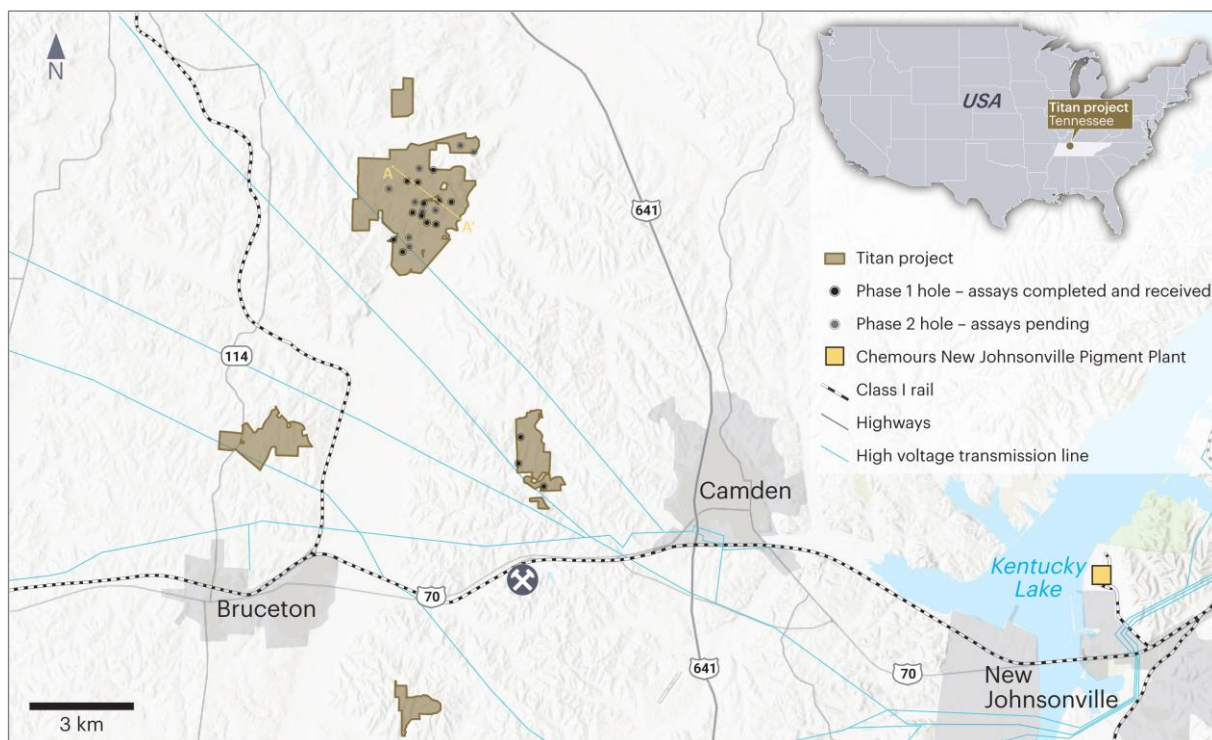 N
USA
Titan project
Tennessee
A
A'
641
Titan project
Phase 1 hole – assays completed and received
Phase 2 hole – assays pending
Chemours New Johnsonville Pigment Plant
Class I rail
Highways
High voltage transmission line
114
Camden
Kentucky
Lake
Bruceton
70
641
70
New
Johnsonville
3 km